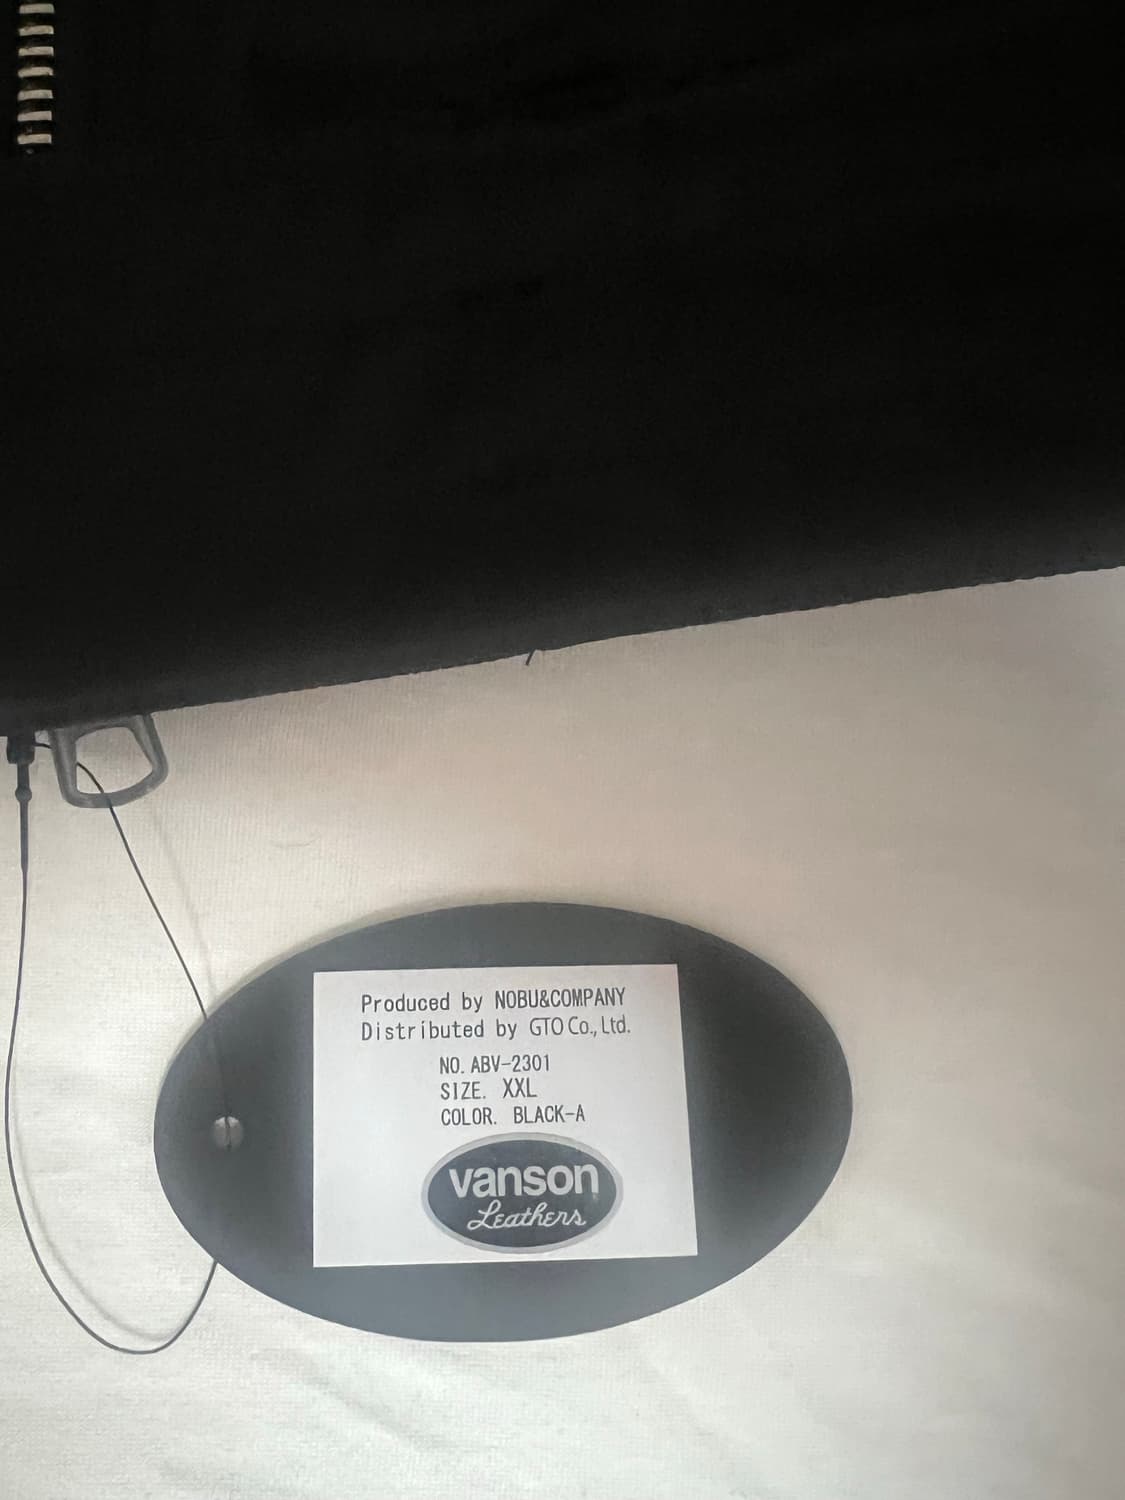 Produced by NOBU&COMPANY
Distributed by GTO Co., Ltd.
NO. ABV-2301
SIZE. XXL
COLOR. BLACK-A
vanson
Leathers